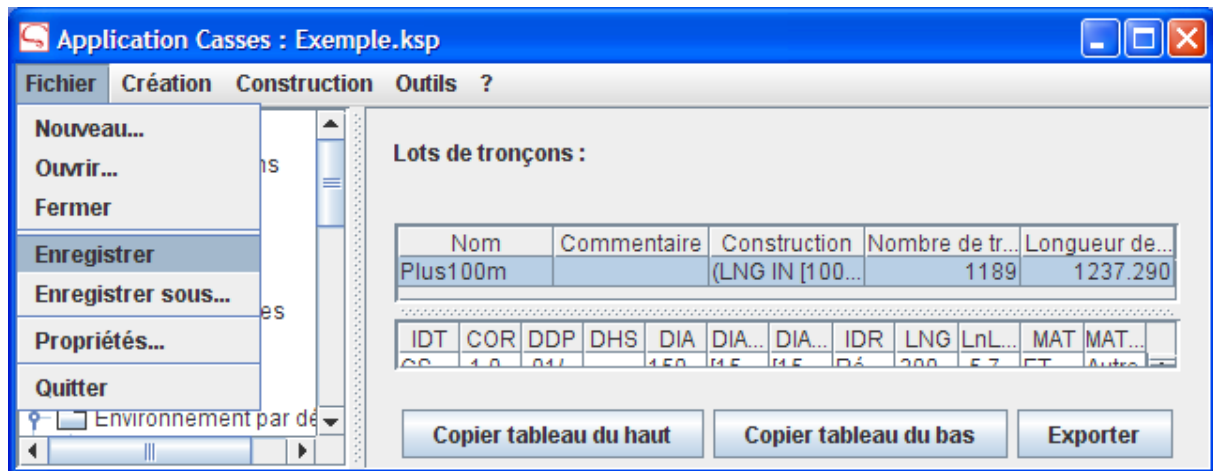 Application Casses : Exemple.ksp
Fichier Création Construction Outils ?
Nouveau...
Ouvrir...
Fermer
Enregistrer
Enregistrer sous...
Propriétés...
Quitter
Environnement par dé
Lots de tronçons :
Nom Commentaire Construction Nombre de tr... Longueur de...
Plus100m (LNG IN [100... 1189 1237.290
IDT COR DDP DHS DIA DIA... DIA... IDR LNG LnL... MAT MAT...
Copier tableau du haut Copier tableau du bas Exporter